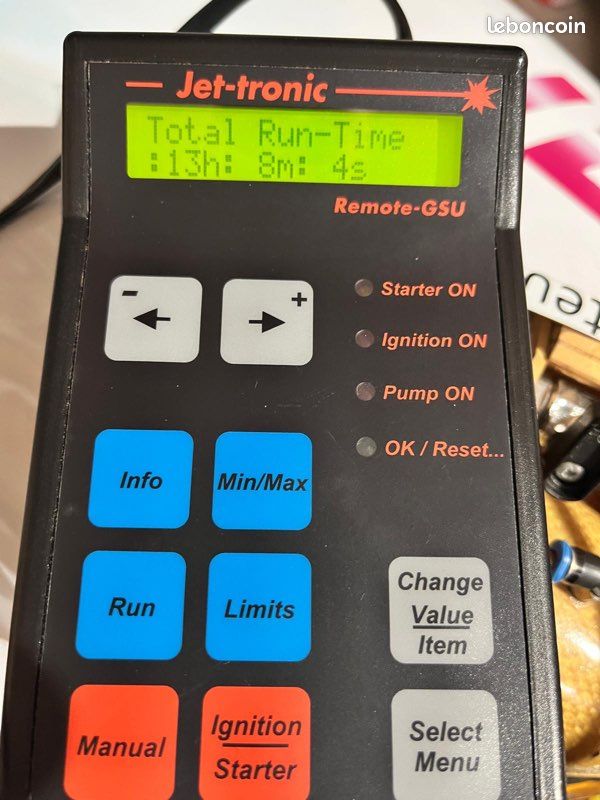 leboncoin
Jet-tronic
Total Run-Time
:13h: 8m: 4s
Remote-GSU
- +
Starter ON
Ignition ON
Pump ON
OK / Reset...
Info
Min/Max
Run
Limits
Change
Value
Item
Manual
Ignition
Starter
Select
Menu